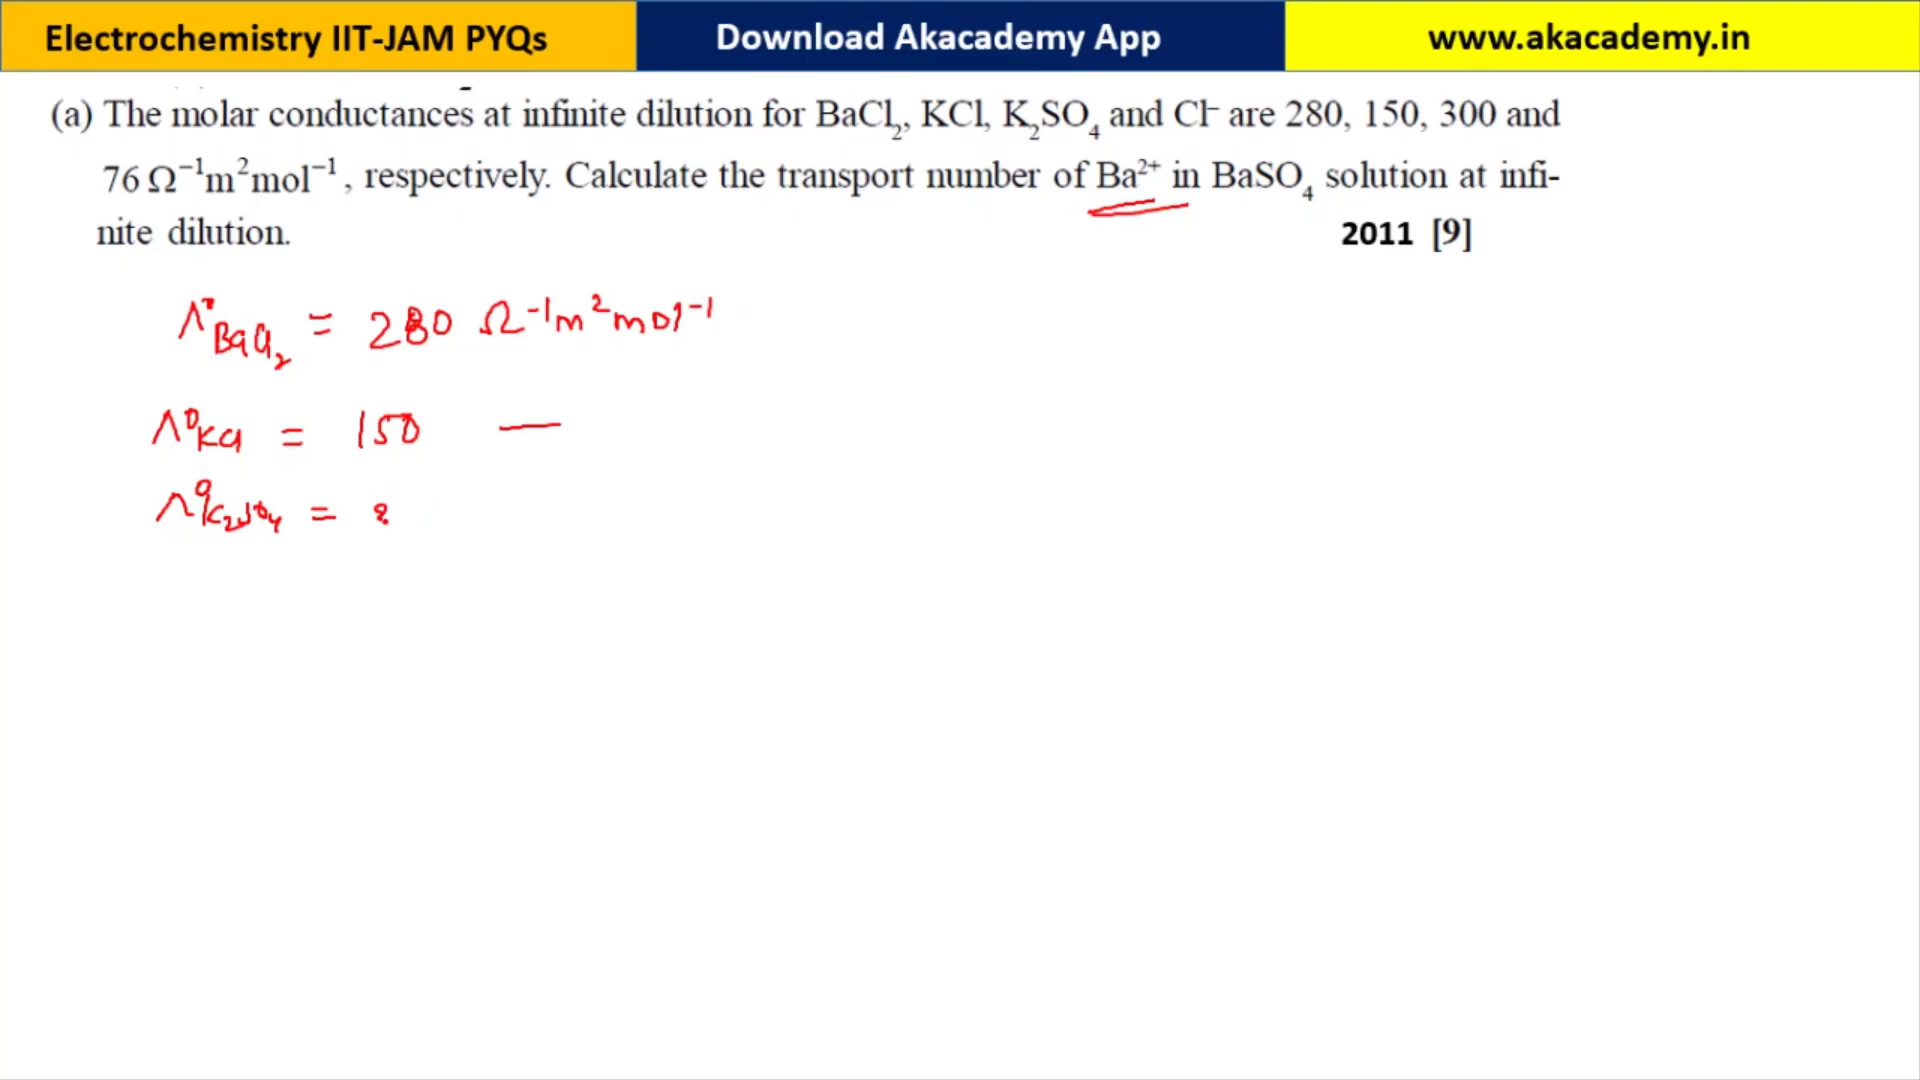 Electrochemistry IIT-JAM PYQs
Download Akacademy App
www.akacademy.in
(a) The molar conductances at infinite dilution for BaCl₂, KCl, K₂SO₄ and Cl⁻ are 280, 150, 300 and
76 Ω⁻¹m²mol⁻¹, respectively. Calculate the transport number of Ba²⁺ in BaSO₄ solution at infi-
nite dilution.
2011 [9]
Λ°BaCl₂ = 280 Ω⁻¹m²mol⁻¹
Λ°KCl = 150 —
Λ°K₂SO₄ =